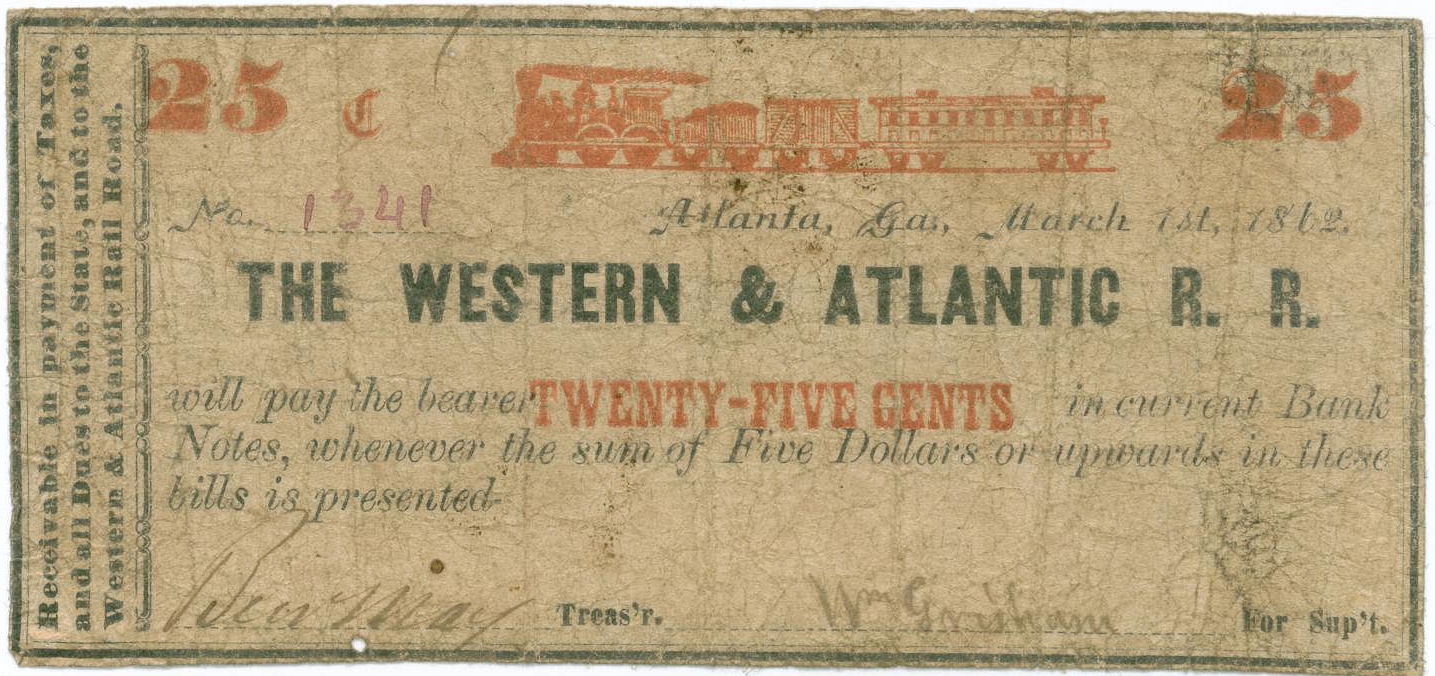 Receivable in payment of Taxes,
and all Dues to the State, and to the
Western & Atlantic Rail Road.
25 C 25
No. 1341 Atlanta, Ga., March 1st, 1862.
THE WESTERN & ATLANTIC R. R.
will pay the bearer TWENTY-FIVE CENTS in current Bank
Notes, whenever the sum of Five Dollars or upwards in these
bills is presented
Ben May Treas'r. Wm Grisham For Sup't.